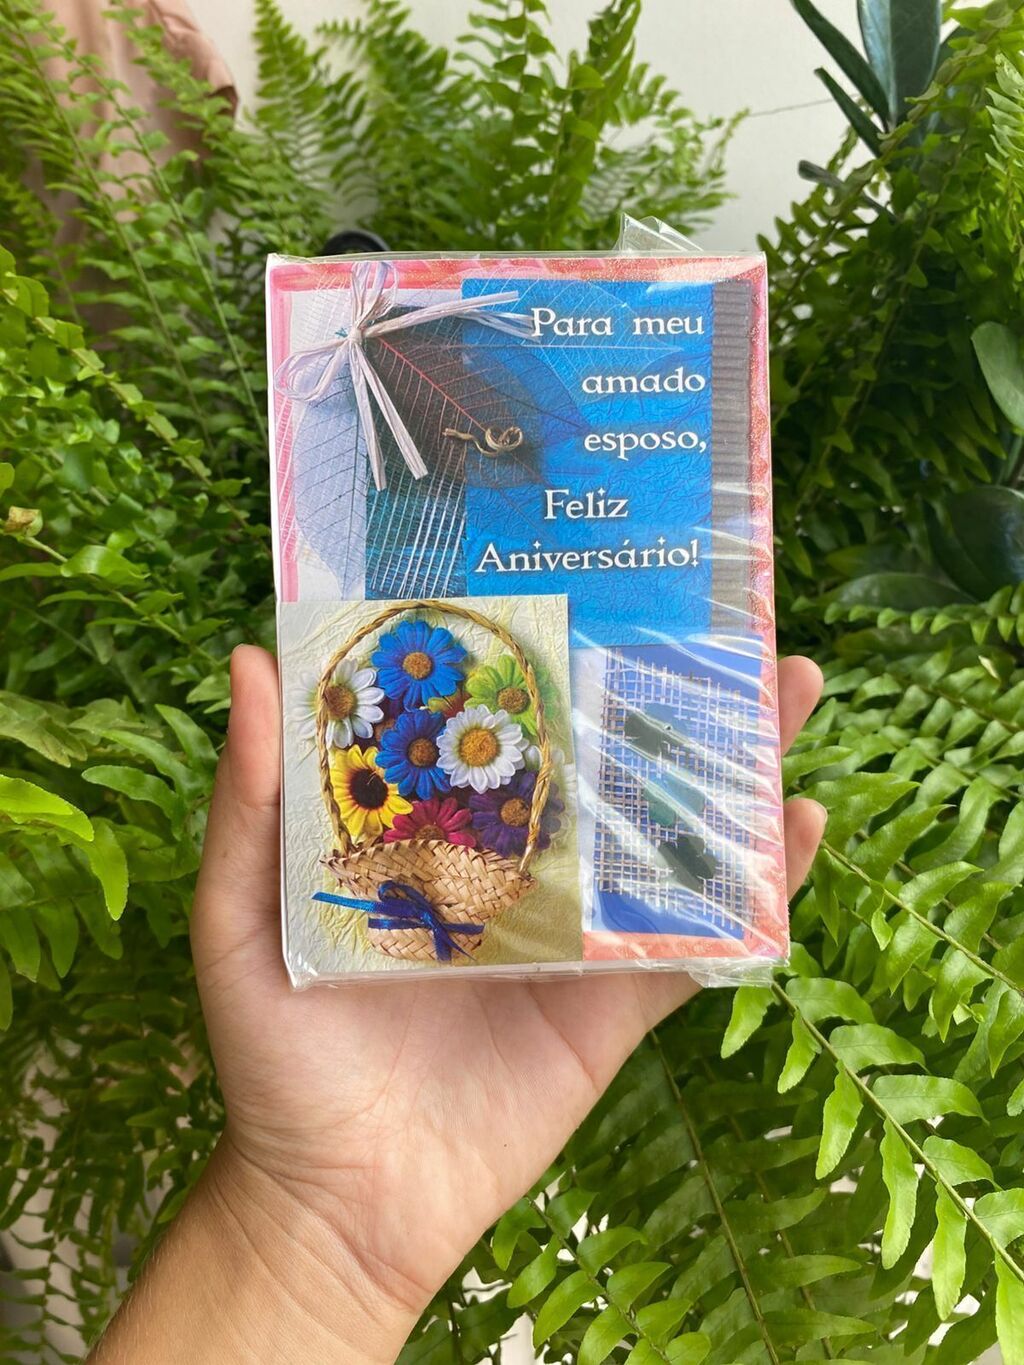 Para meu
amado
esposo,
Feliz
Aniversário!